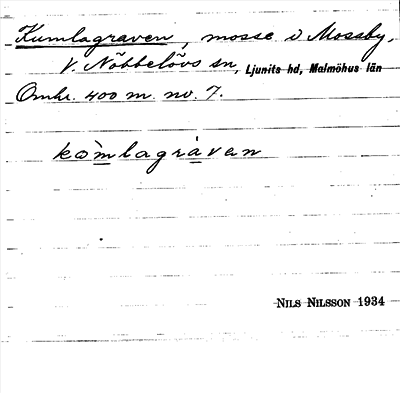 Kumlagraven, mosse i Mossby,
V. Nöbbelövs sn, Ljunits hd, Malmöhus län
Omkr. 400 m. nv. 7.
kòmlagràven
NILS NILSSON 1934